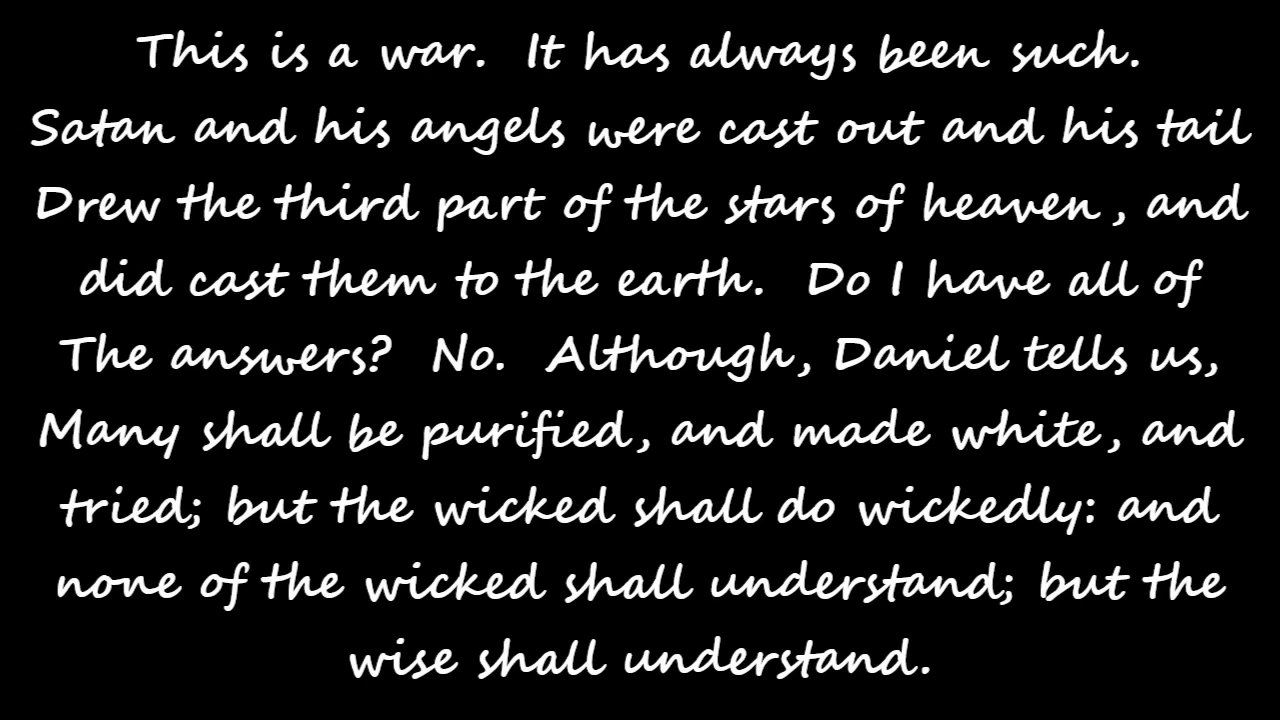 This is a war.  It has always been such.
Satan and his angels were cast out and his tail
Drew the third part of the stars of heaven, and
did cast them to the earth.  Do I have all of
The answers?  No.  Although, Daniel tells us,
Many shall be purified, and made white, and
tried; but the wicked shall do wickedly: and
none of the wicked shall understand; but the
wise shall understand.